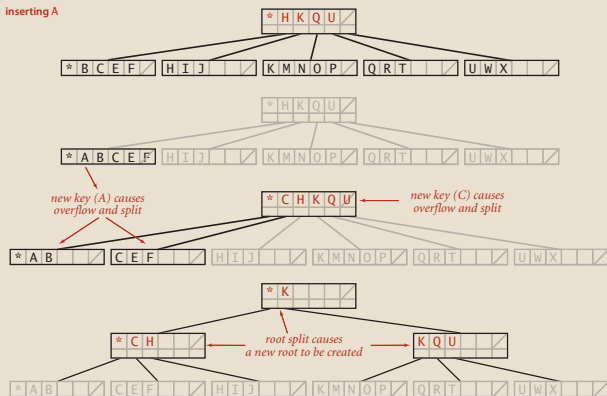 inserting A
* H K Q U
* B C E F H I J K M N O P Q R T U W X
* H K Q U
* A B C E F H I J K M N O P Q R T U W X
new key (A) causes
overflow and split
* C H K Q U
new key (C) causes
overflow and split
* A B C E F H I J K M N O P Q R T U W X
* K
* C H
root split causes
a new root to be created
K Q U
* A B C E F H I J K M N O P Q R T U W X